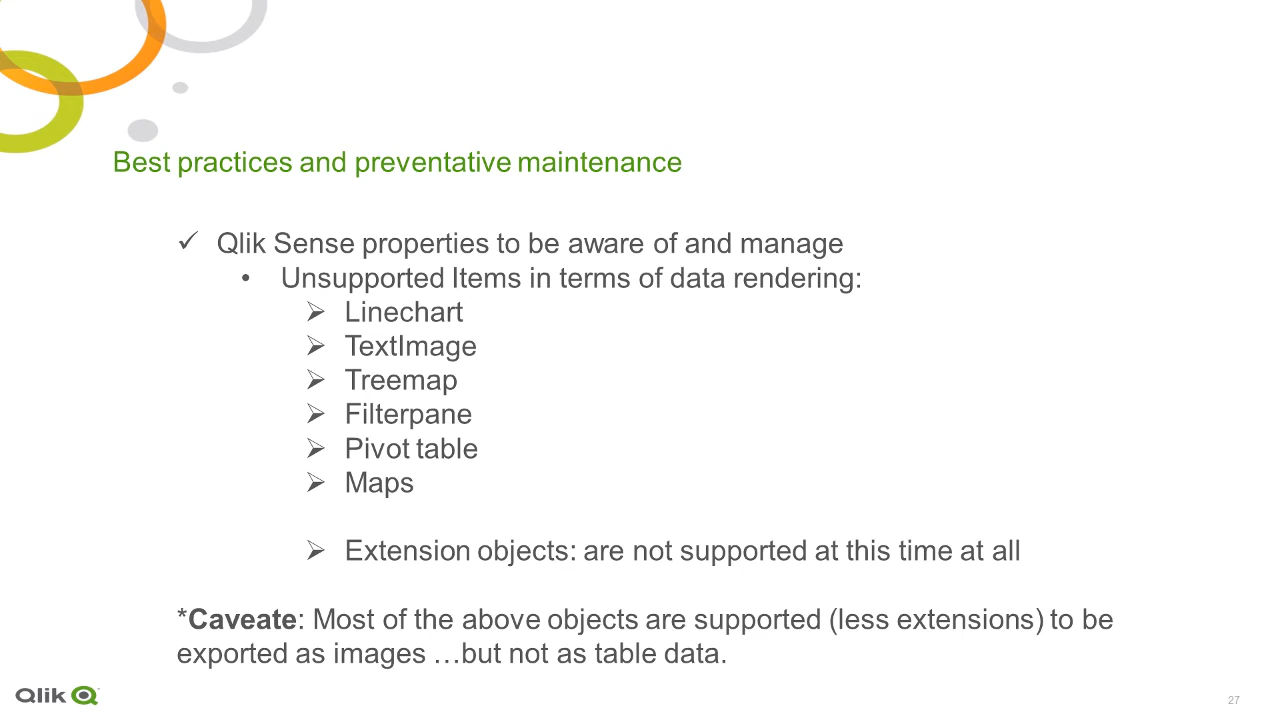 Best practices and preventative maintenance
✓ Qlik Sense properties to be aware of and manage
• Unsupported Items in terms of data rendering:
➢ Linechart
➢ TextImage
➢ Treemap
➢ Filterpane
➢ Pivot table
➢ Maps
➢ Extension objects: are not supported at this time at all
*Caveate: Most of the above objects are supported (less extensions) to be
exported as images …but not as table data.
Qlik
27